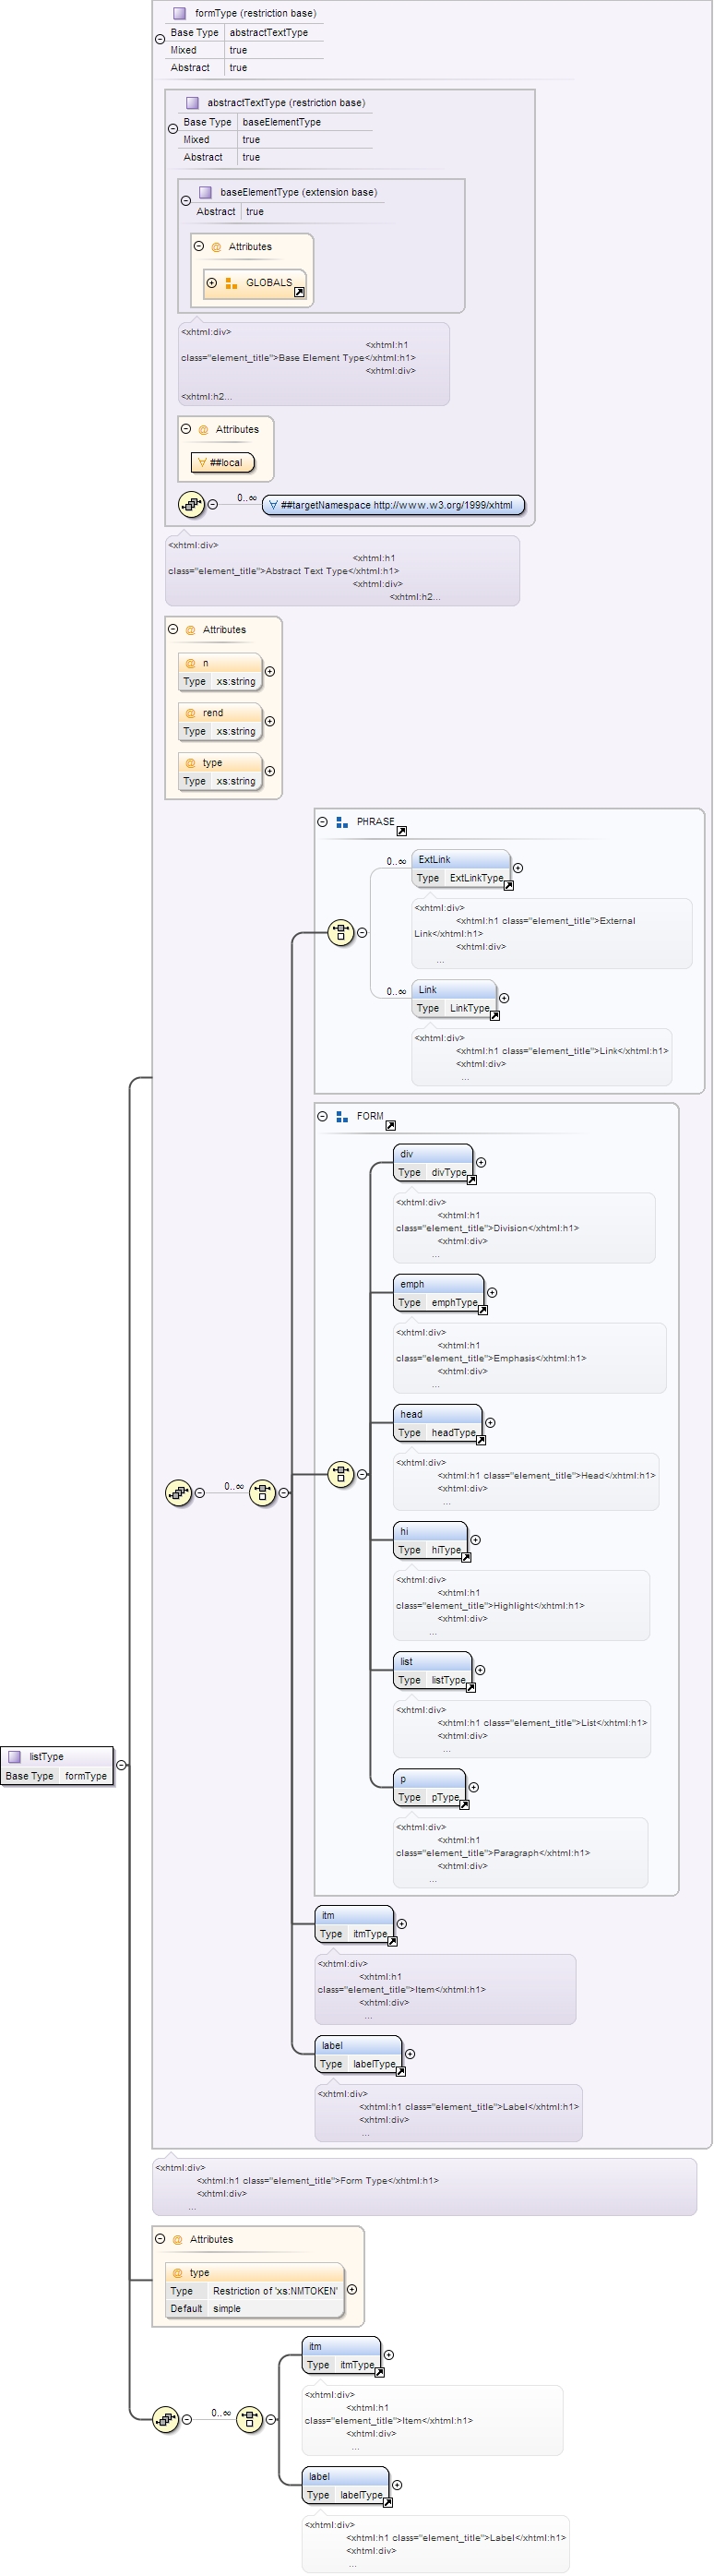 formType (restriction base)
Base Type abstractTextType
Mixed true
Abstract true
abstractTextType (restriction base)
Base Type baseElementType
Mixed true
Abstract true
baseElementType (extension base)
Abstract true
@ Attributes
GLOBALS
<xhtml:div>
<xhtml:h1
class="element_title">Base Element Type</xhtml:h1>
<xhtml:div>
<xhtml:h2...
@ Attributes
##local
0..∞ ##targetNamespace http://www.w3.org/1999/xhtml
<xhtml:div>
<xhtml:h1
class="element_title">Abstract Text Type</xhtml:h1>
<xhtml:div>
<xhtml:h2...
@ Attributes
@ n
Type xs:string
@ rend
Type xs:string
@ type
Type xs:string
PHRASE
0..∞ ExtLink
Type ExtLinkType
<xhtml:div>
<xhtml:h1 class="element_title">External
Link</xhtml:h1>
<xhtml:div>
...
0..∞ Link
Type LinkType
<xhtml:div>
<xhtml:h1 class="element_title">Link</xhtml:h1>
<xhtml:div>
...
FORM
div
Type divType
<xhtml:div>
<xhtml:h1
class="element_title">Division</xhtml:h1>
<xhtml:div>
...
emph
Type emphType
<xhtml:div>
<xhtml:h1
class="element_title">Emphasis</xhtml:h1>
<xhtml:div>
...
head
Type headType
<xhtml:div>
<xhtml:h1 class="element_title">Head</xhtml:h1>
<xhtml:div>
...
0..∞
hi
Type hiType
<xhtml:div>
<xhtml:h1
class="element_title">Highlight</xhtml:h1>
<xhtml:div>
...
list
Type listType
<xhtml:div>
<xhtml:h1 class="element_title">List</xhtml:h1>
<xhtml:div>
...
listType
Base Type formType
p
Type pType
<xhtml:div>
<xhtml:h1
class="element_title">Paragraph</xhtml:h1>
<xhtml:div>
...
itm
Type itmType
<xhtml:div>
<xhtml:h1
class="element_title">Item</xhtml:h1>
<xhtml:div>
...
label
Type labelType
<xhtml:div>
<xhtml:h1 class="element_title">Label</xhtml:h1>
<xhtml:div>
...
<xhtml:div>
<xhtml:h1 class="element_title">Form Type</xhtml:h1>
<xhtml:div>
...
@ Attributes
@ type
Type Restriction of 'xs:NMTOKEN'
Default simple
itm
Type itmType
<xhtml:div>
<xhtml:h1
class="element_title">Item</xhtml:h1>
<xhtml:div>
...
0..∞
label
Type labelType
<xhtml:div>
<xhtml:h1 class="element_title">Label</xhtml:h1>
<xhtml:div>
...